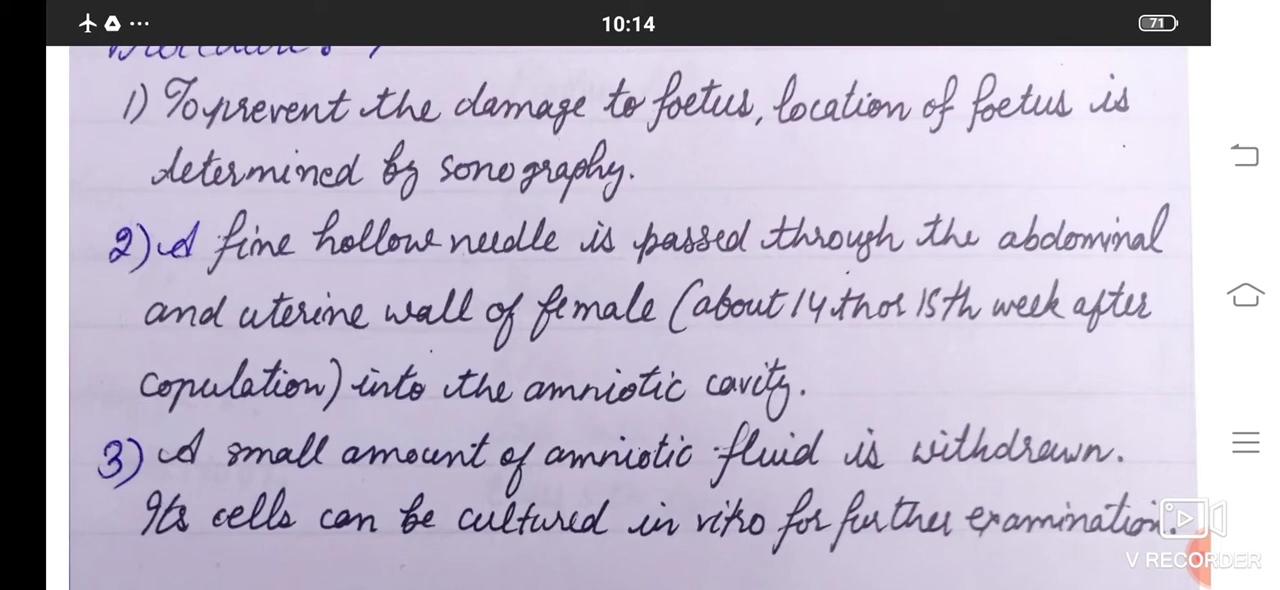 10:14
71
1) To prevent the damage to foetus, location of foetus is
determined by sonography.
2) A fine hollow needle is passed through the abdominal
and uterine wall of female (about 14th or 15th week after
copulation) into the amniotic cavity.
3) A small amount of amniotic fluid is withdrawn.
Its cells can be cultured in vitro for further examination.
V RECORDER